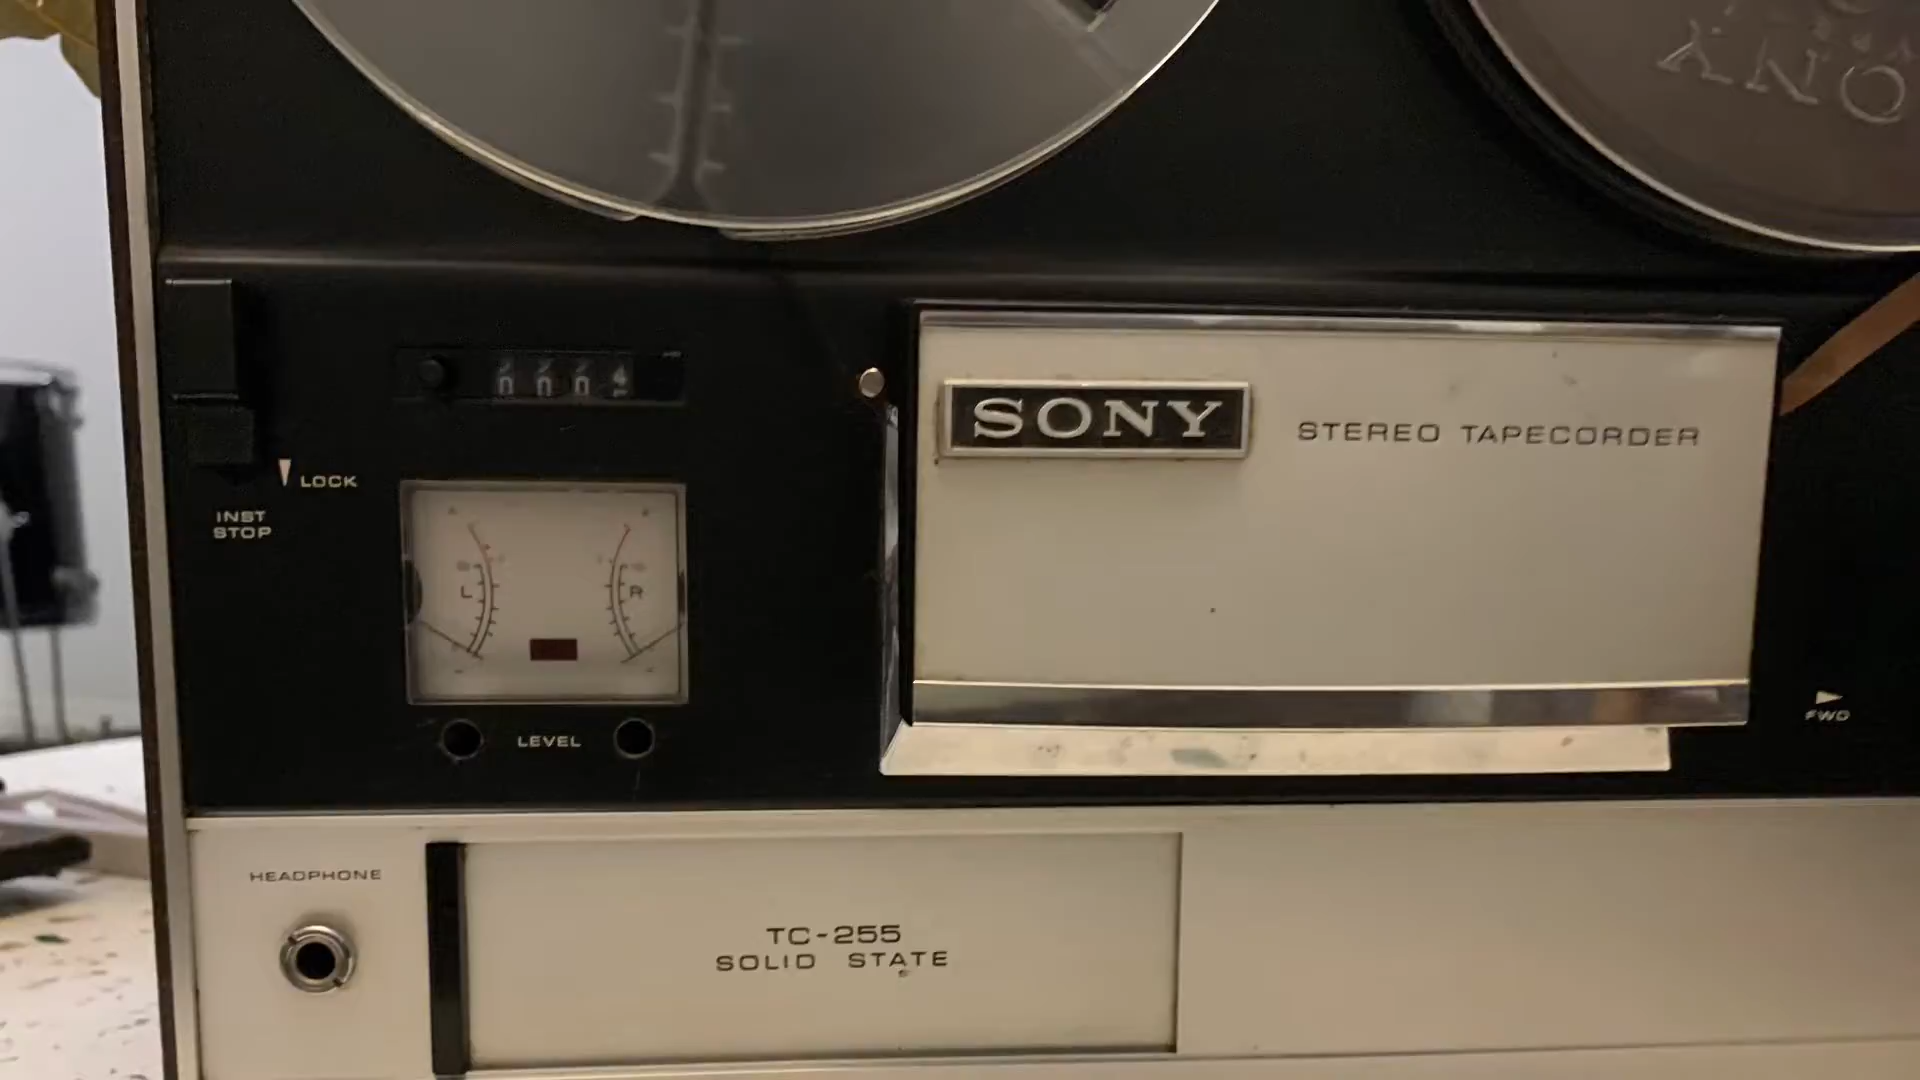 SONY
SONY
STEREO TAPECORDER
LOCK
INST
STOP
L
R
LEVEL
FWD
HEADPHONE
TC-255
SOLID STATE